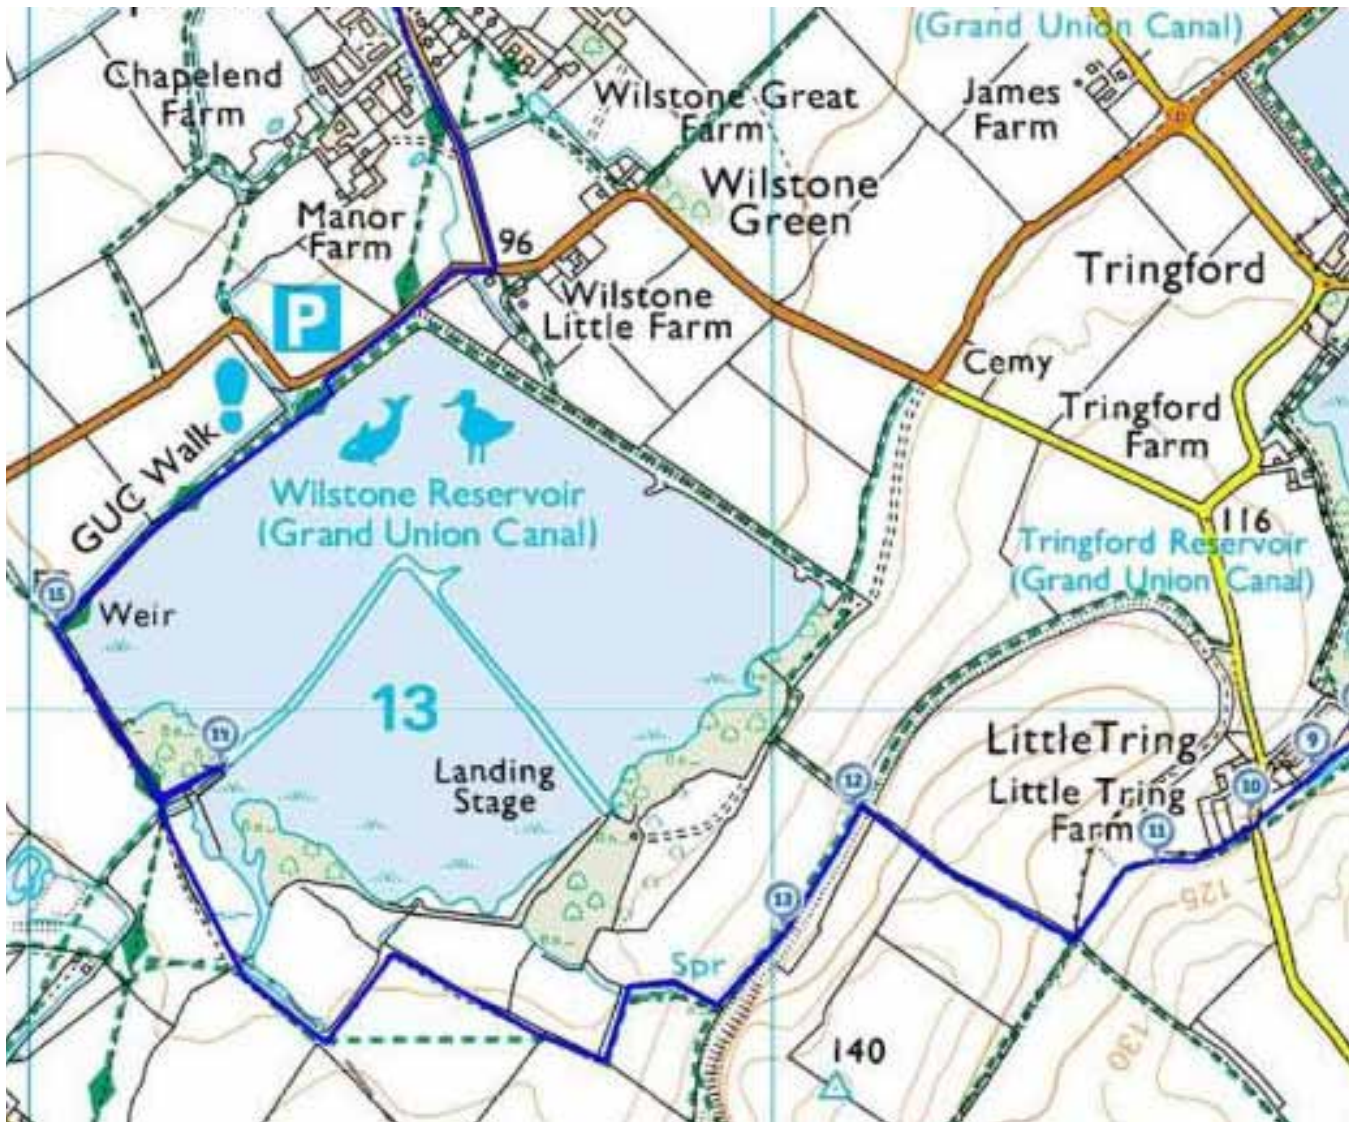 (Grand Union Canal)
Chapelend
Farm
Wilstone Great
Farm
James
Farm
Wilstone
Green
Manor
Farm
96
Tringford
P
Wilstone
Little Farm
Cemy
Tringford
Farm
GUC Walk
Wilstone Reservoir
(Grand Union Canal)
116
Tringford Reservoir
(Grand Union Canal)
15
Weir
13
14
Landing
Stage
Little Tring
Little Tring
Farm
9
10
11
12
13
125
Spr
130
140